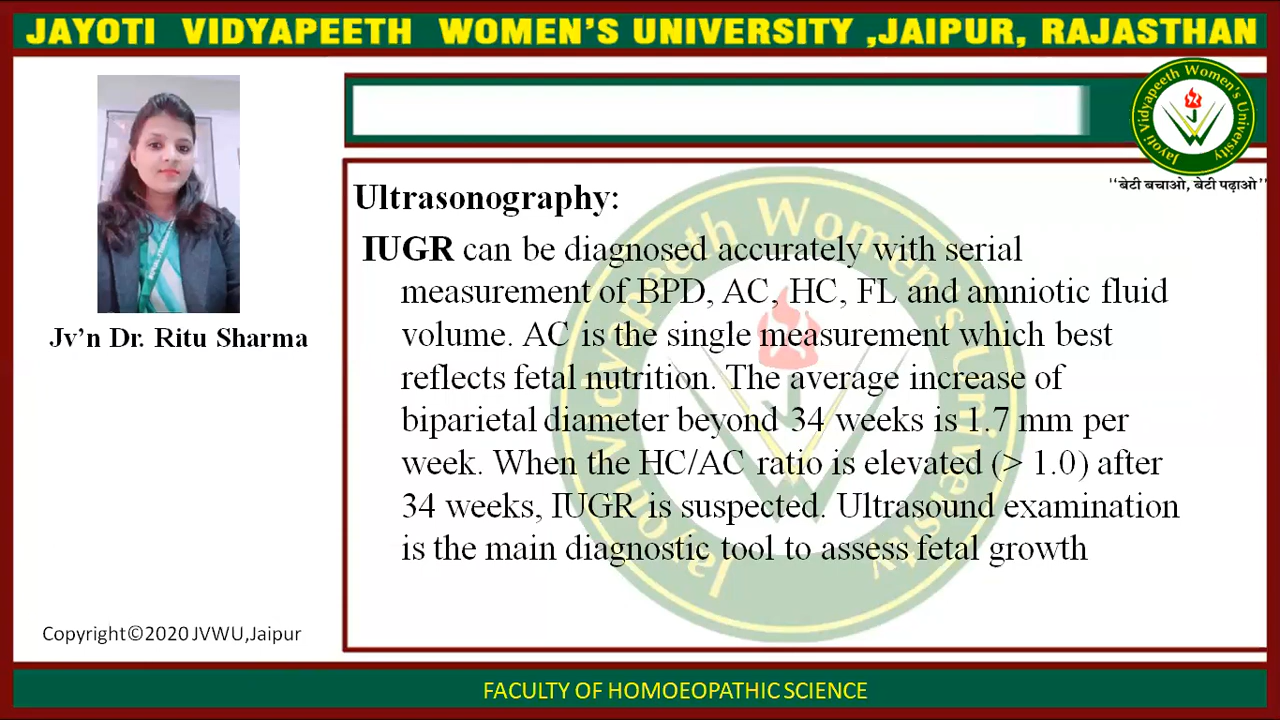 JAYOTI VIDYAPEETH WOMEN'S UNIVERSITY ,JAIPUR, RAJASTHAN
Jayoti Vidyapeeth Women's University
"बेटी बचाओ, बेटी पढ़ाओ"
Jv'n Dr. Ritu Sharma
Copyright©2020 JVWU,Jaipur
Ultrasonography:
IUGR can be diagnosed accurately with serial
measurement of BPD, AC, HC, FL and amniotic fluid
volume. AC is the single measurement which best
reflects fetal nutrition. The average increase of
biparietal diameter beyond 34 weeks is 1.7 mm per
week. When the HC/AC ratio is elevated (> 1.0) after
34 weeks, IUGR is suspected. Ultrasound examination
is the main diagnostic tool to assess fetal growth
FACULTY OF HOMOEOPATHIC SCIENCE